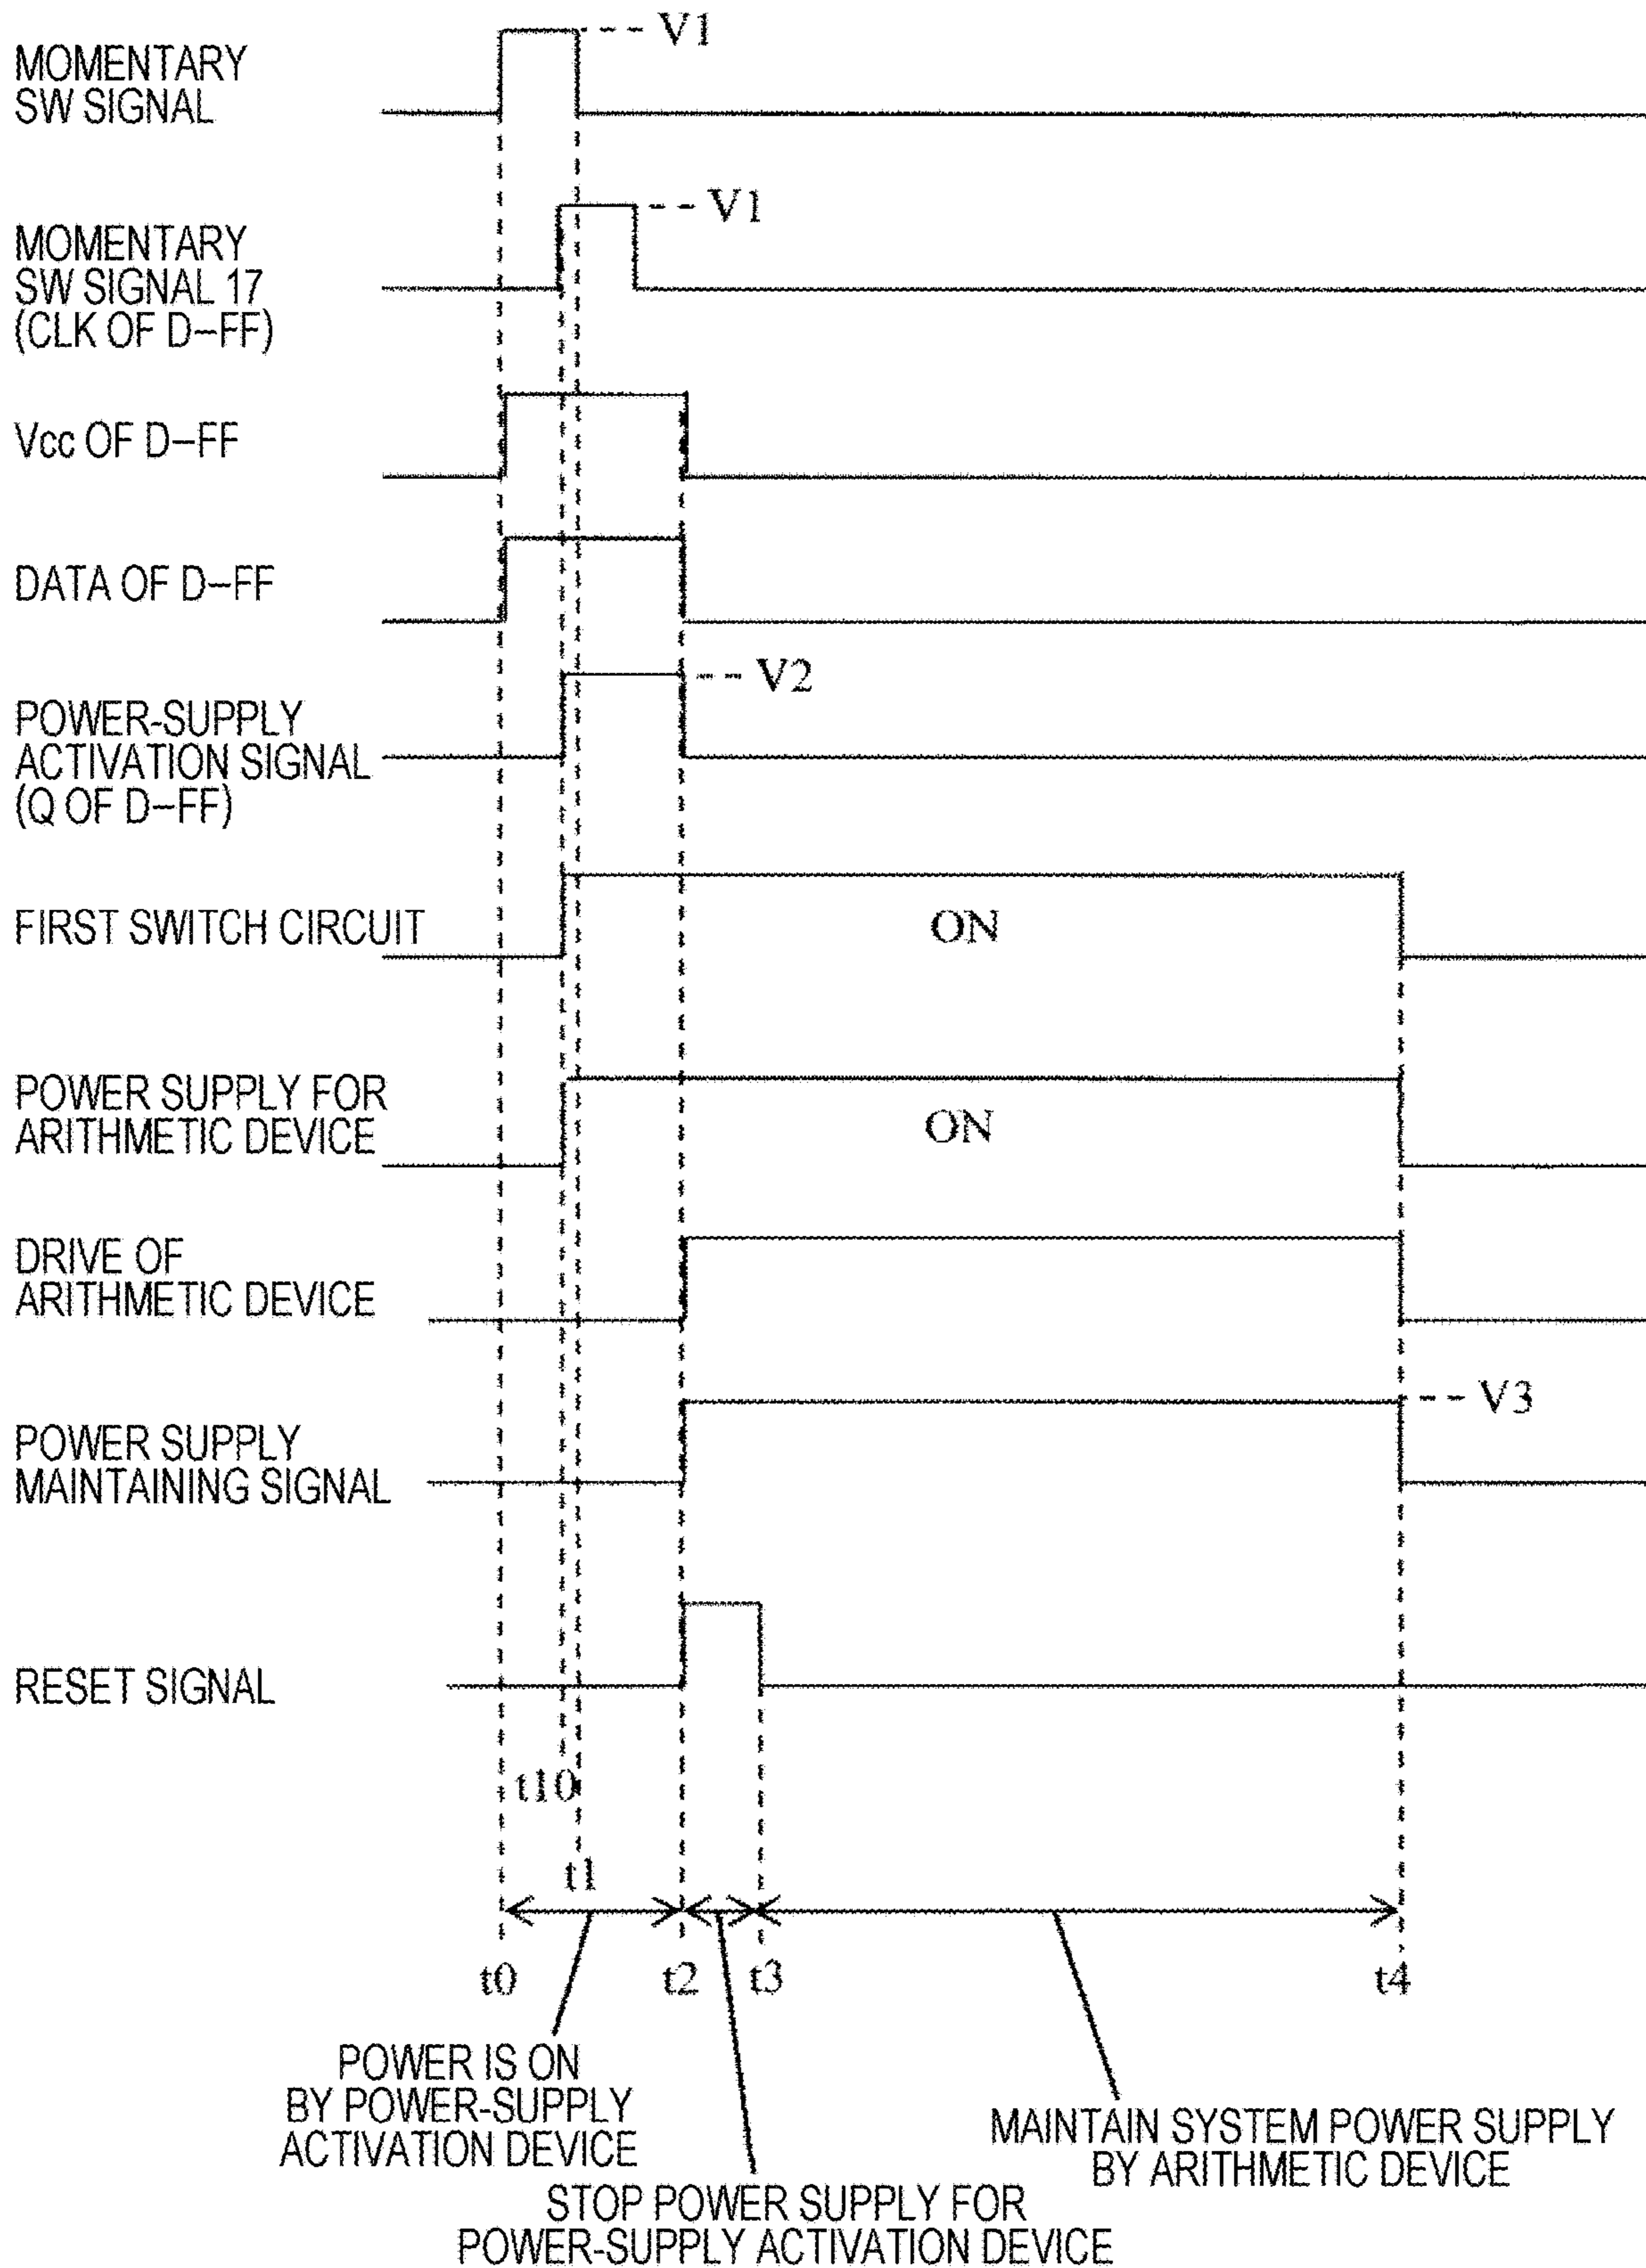 V1
MOMENTARY
SW SIGNAL
V1
MOMENTARY
SW SIGNAL 17
(CLK OF D–FF)
Vcc OF D–FF
DATA OF D–FF
V2
POWER-SUPPLY
ACTIVATION SIGNAL
(Q OF D–FF)
FIRST SWITCH CIRCUIT
ON
POWER SUPPLY FOR
ARITHMETIC DEVICE
ON
DRIVE OF
ARITHMETIC DEVICE
V3
POWER SUPPLY
MAINTAINING SIGNAL
RESET SIGNAL
t10
t1
t0
t2
t3
t4
POWER IS ON
BY POWER-SUPPLY
ACTIVATION DEVICE
MAINTAIN SYSTEM POWER SUPPLY
BY ARITHMETIC DEVICE
STOP POWER SUPPLY FOR
POWER-SUPPLY ACTIVATION DEVICE